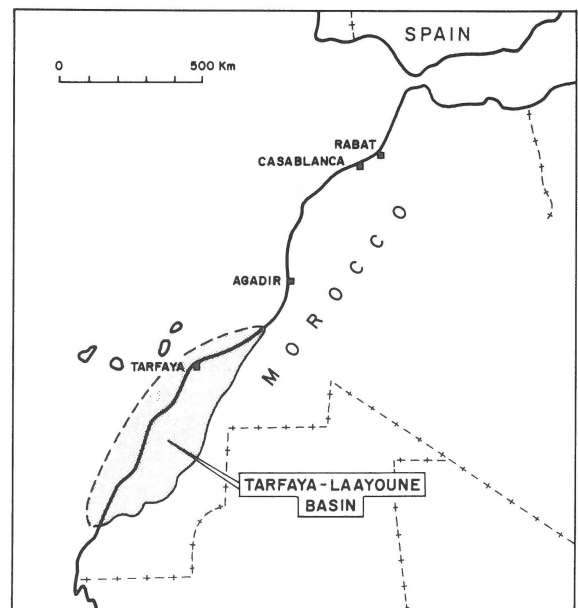 SPAIN
0 500 Km
RABAT
CASABLANCA
MOROCCO
AGADIR
TARFAYA
TARFAYA-LAAYOUNE
BASIN